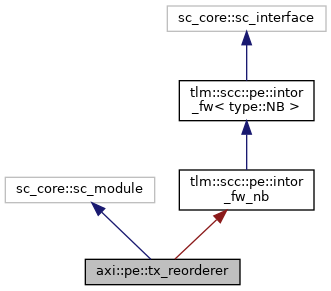 sc_core::sc_interface
tlm::scc::pe::intor
_fw< type::NB >
sc_core::sc_module
tlm::scc::pe::intor
_fw_nb
axi::pe::tx_reorderer